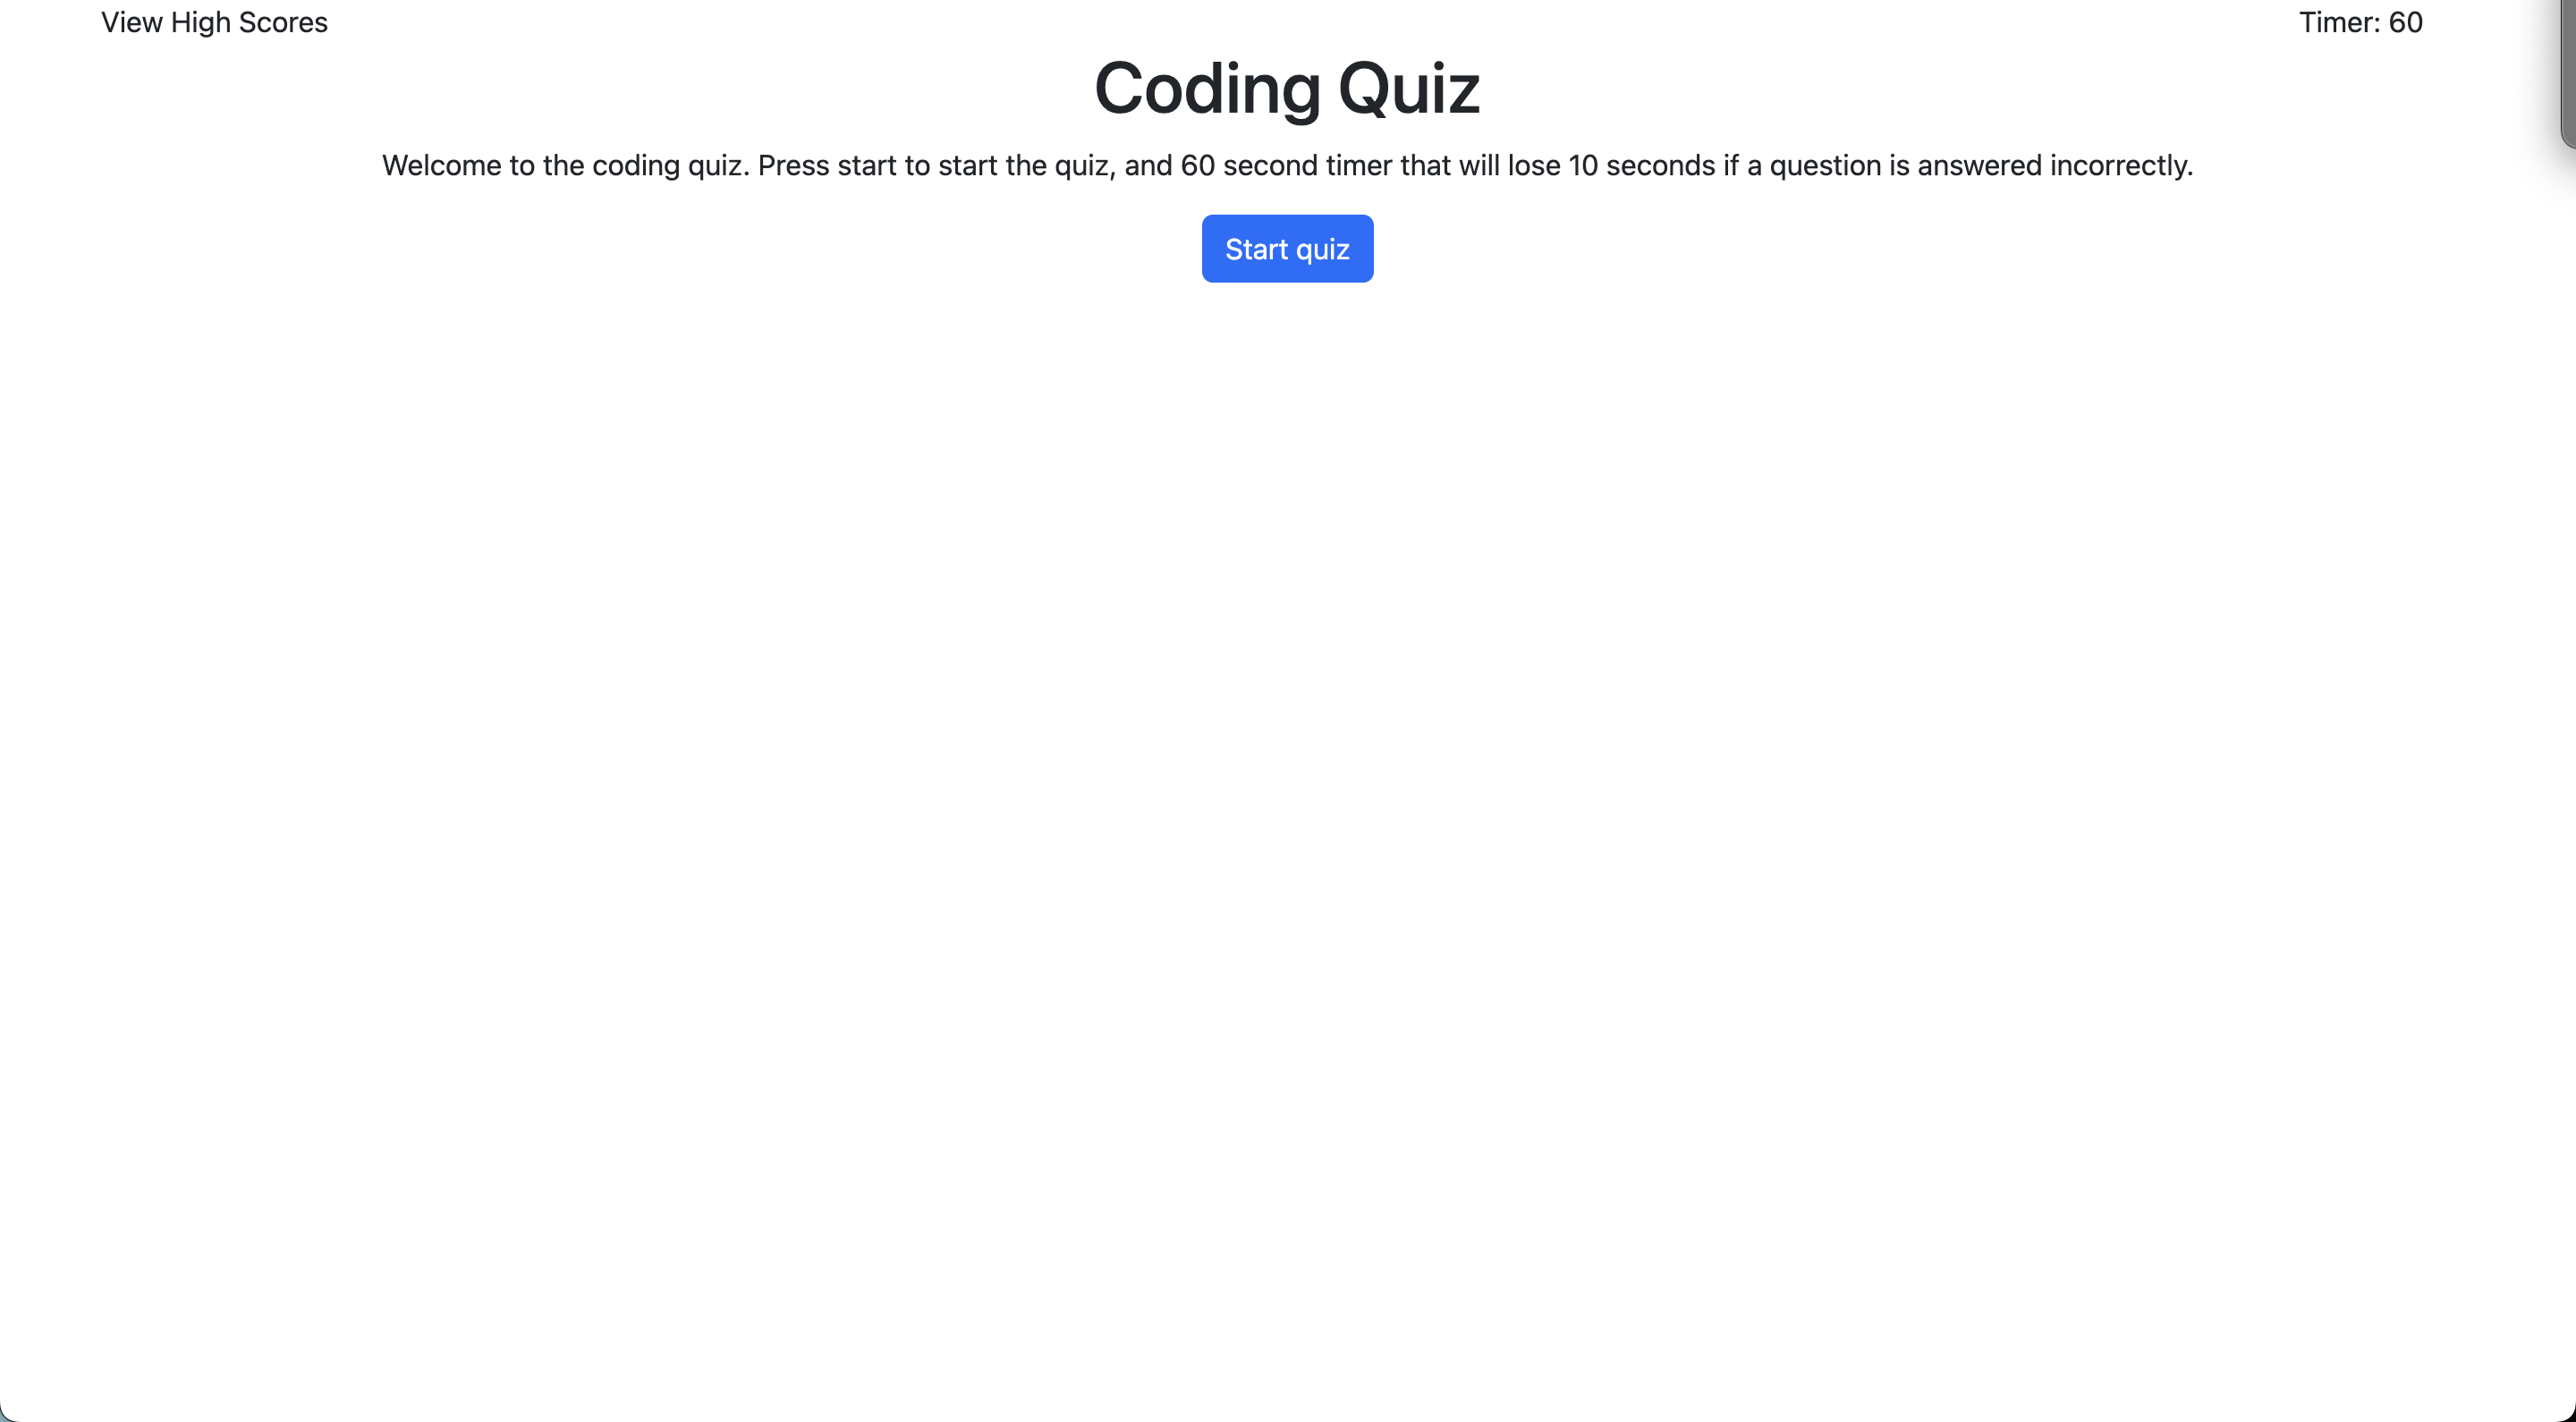 View High Scores
Timer: 60
Coding Quiz
Welcome to the coding quiz. Press start to start the quiz, and 60 second timer that will lose 10 seconds if a question is answered incorrectly.
Start quiz